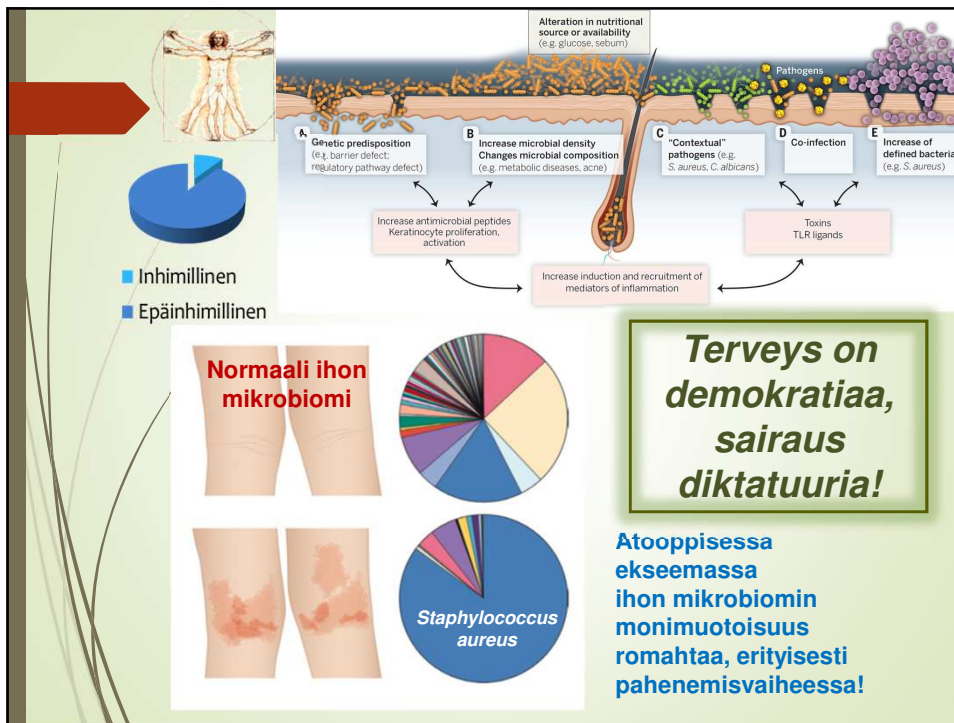 Alteration in nutritional
source or availability
(e.g. glucose, sebum)
Pathogens
A
Genetic predisposition
(e.g. barrier defect;
regulatory pathway defect)
B
Increase microbial density
Changes microbial composition
(e.g. metabolic diseases, acne)
C
“Contextual”
pathogens (e.g.
S. aureus, C. albicans)
D
Co-infection
E
Increase of
defined bacteria
(e.g. S. aureus)
Increase antimicrobial peptides
Keratinocyte proliferation,
activation
Toxins
TLR ligands
Increase induction and recruitment of
mediators of inflammation
Inhimillinen
Epäinhimillinen
Normaali ihon
mikrobiomi
Staphylococcus
aureus
Terveys on
demokratiaa,
sairaus
diktatuuria!
Atooppisessa
ekseemassa
ihon mikrobiomin
monimuotoisuus
romahtaa, erityisesti
pahenemisvaiheessa!